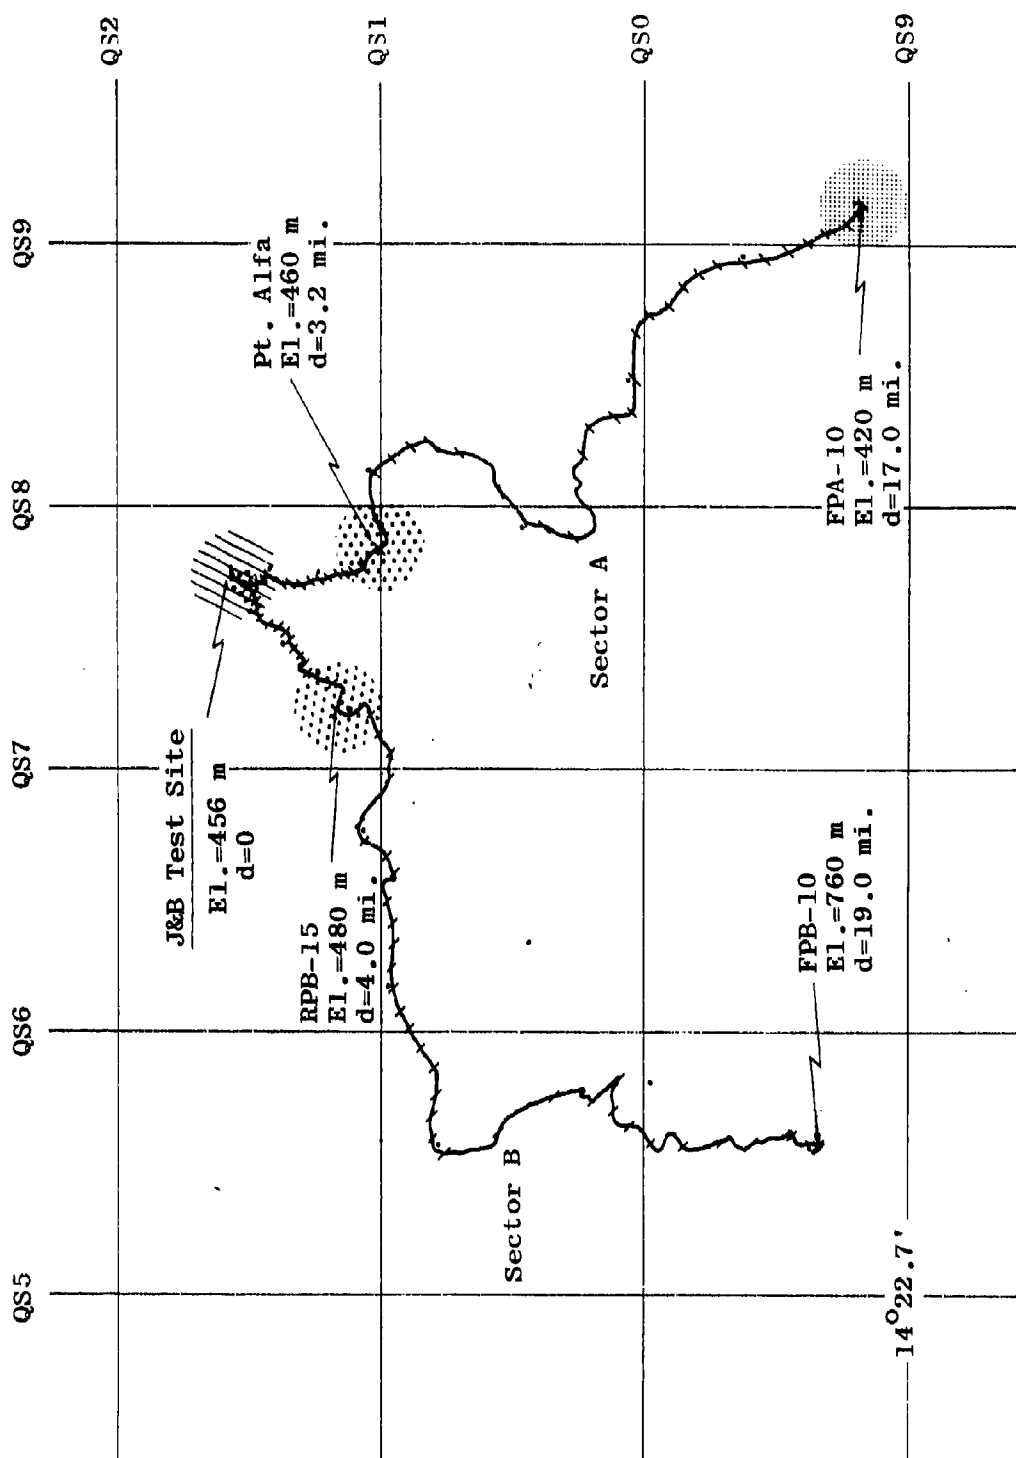 QS2
QS1
QS0
QS9
QS5
QS6
QS7
QS8
QS9
J&B Test Site
El.=456 m
d=0
Pt. Alfa
El.=460 m
d=3.2 mi.
RPB-15
El.=480 m
d=4.0 mi.
Sector A
Sector B
FPA-10
El.=420 m
d=17.0 mi.
FPB-10
El.=760 m
d=19.0 mi.
14°22.7'